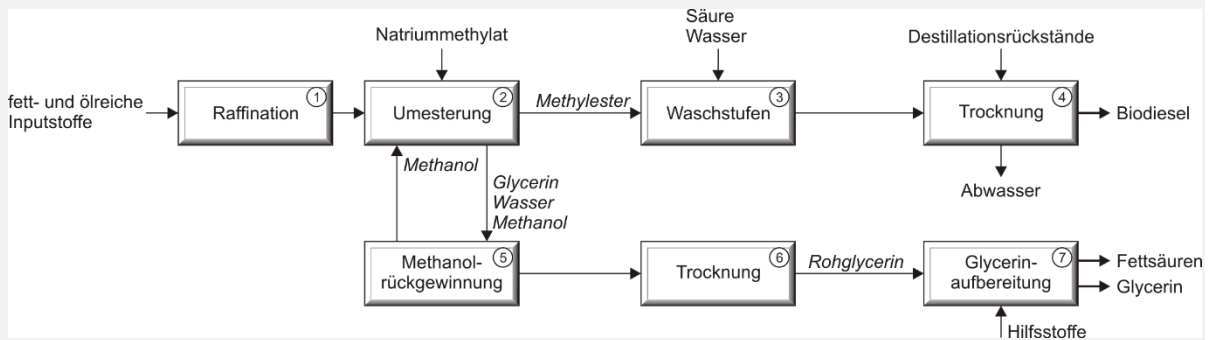 Natriummethylat
Säure
Wasser
Destillationsrückstände
fett- und ölreiche
Inputstoffe
Raffination
1
Umesterung
2
Methylester
Waschstufen
3
Trocknung
4
Biodiesel
Methanol
Glycerin
Wasser
Methanol
Abwasser
Methanol-
rückgewinnung
5
Trocknung
6
Rohglycerin
Glycerin-
aufbereitung
7
Fettsäuren
Glycerin
Hilfsstoffe